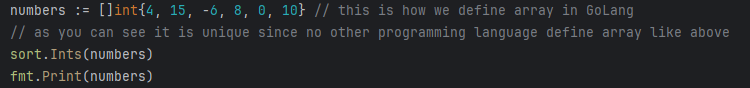 numbers := []int{4, 15, -6, 8, 0, 10} // this is how we define array in GoLang
// as you can see it is unique since no other programming language define array like above
sort.Ints(numbers)
fmt.Print(numbers)